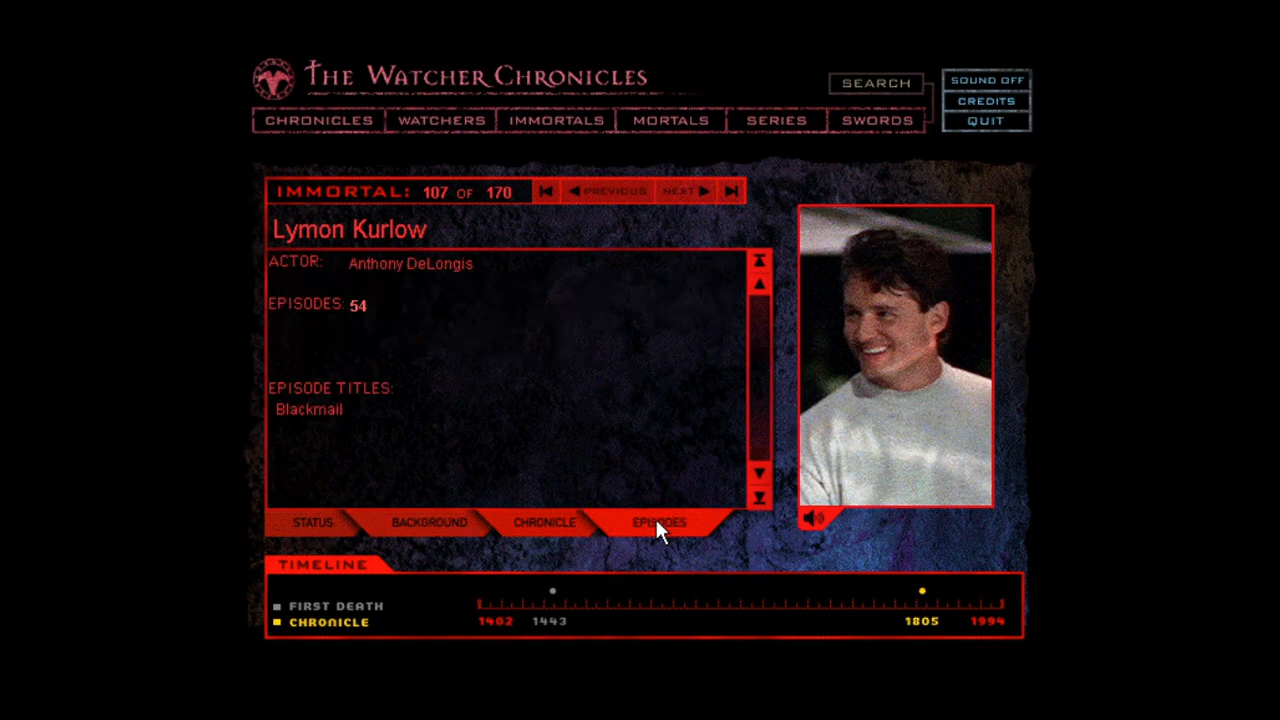 THE WATCHER CHRONICLES
SEARCH
SOUND OFF
CREDITS
QUIT
CHRONICLES WATCHERS IMMORTALS MORTALS SERIES SWORDS
IMMORTAL: 107 OF 170 PREVIOUS NEXT
Lymon Kurlow
ACTOR: Anthony DeLongis
EPISODES: 54
EPISODE TITLES:
Blackmail
STATUS BACKGROUND CHRONICLE EPISODES
TIMELINE
FIRST DEATH
CHRONICLE
1402 1443 1805 1994